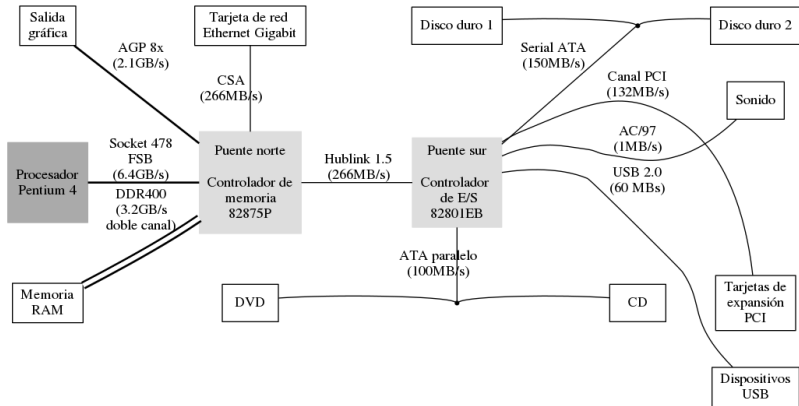 Salida
gráfica
Tarjeta de red
Ethernet Gigabit
Disco duro 1
Disco duro 2
AGP 8x
(2.1GB/s)
CSA
(266MB/s)
Serial ATA
(150MB/s)
Canal PCI
(132MB/s)
Sonido
AC/97
(1MB/s)
USB 2.0
(60 MBs)
Procesador
Pentium 4
Socket 478
FSB
(6.4GB/s)
DDR400
(3.2GB/s
doble canal)
Puente norte
Controlador de
memoria
82875P
Hublink 1.5
(266MB/s)
Puente sur
Controlador
de E/S
82801EB
ATA paralelo
(100MB/s)
Memoria
RAM
DVD
CD
Tarjetas de
expansión
PCI
Dispositivos
USB